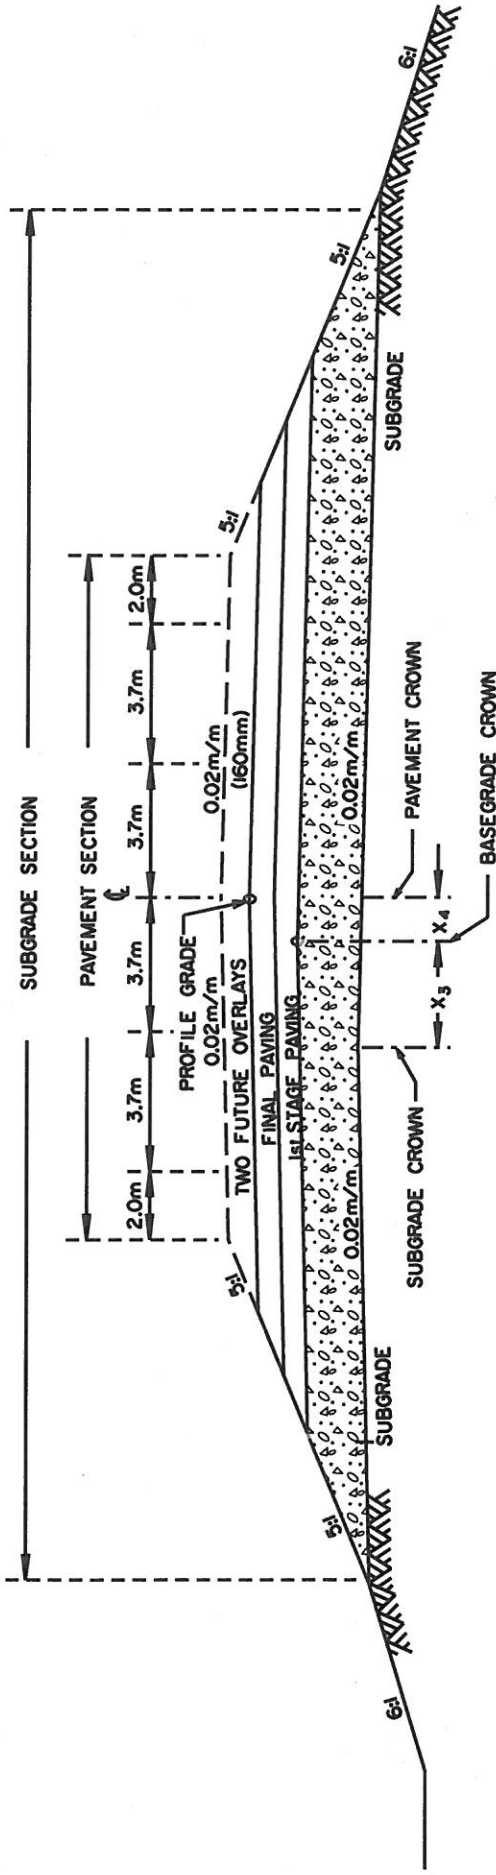 SUBGRADE SECTION
PAVEMENT SECTION
℄
2.0m 3.7m 3.7m 3.7m 3.7m 2.0m
PROFILE GRADE
0.02m/m 0.02m/m
(160mm)
5:1 5:1
TWO FUTURE OVERLAYS
FINAL PAVING
1st STAGE PAVING
5:1 5:1
0.02m/m 0.02m/m
SUBGRADE SUBGRADE
6:1 6:1
X₃ X₄
SUBGRADE CROWN
PAVEMENT CROWN
BASEGRADE CROWN